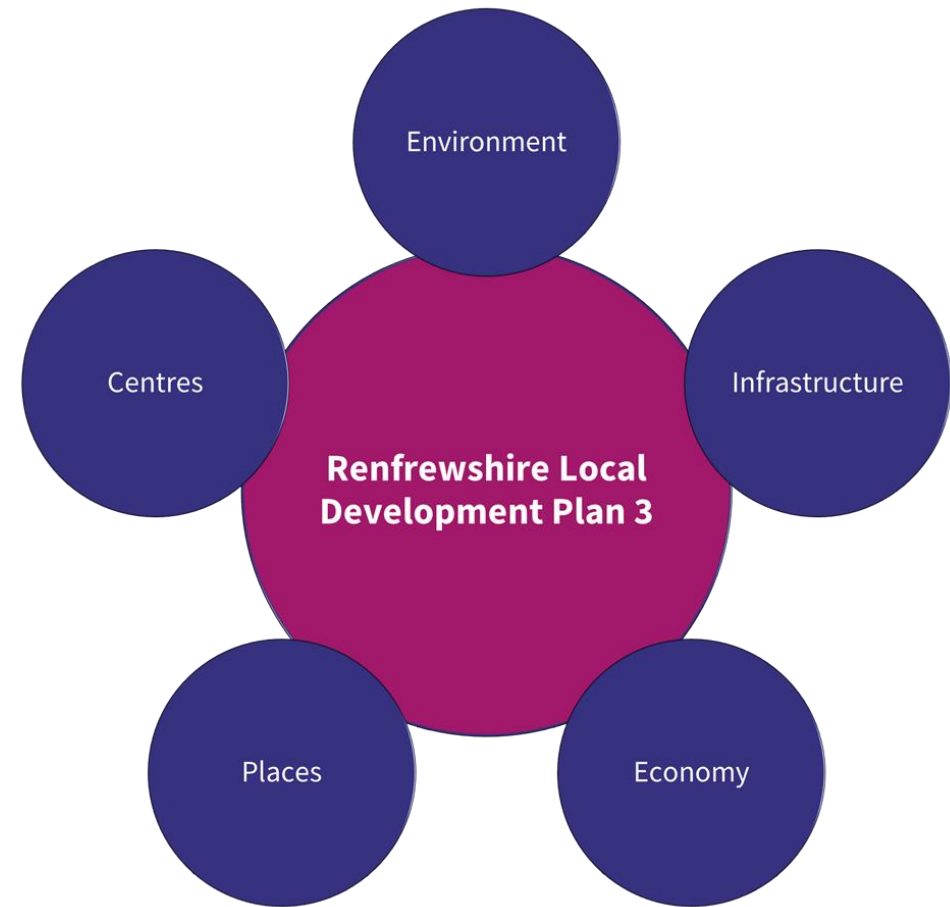 Environment
Centres
Infrastructure
Renfrewshire Local
Development Plan 3
Places
Economy